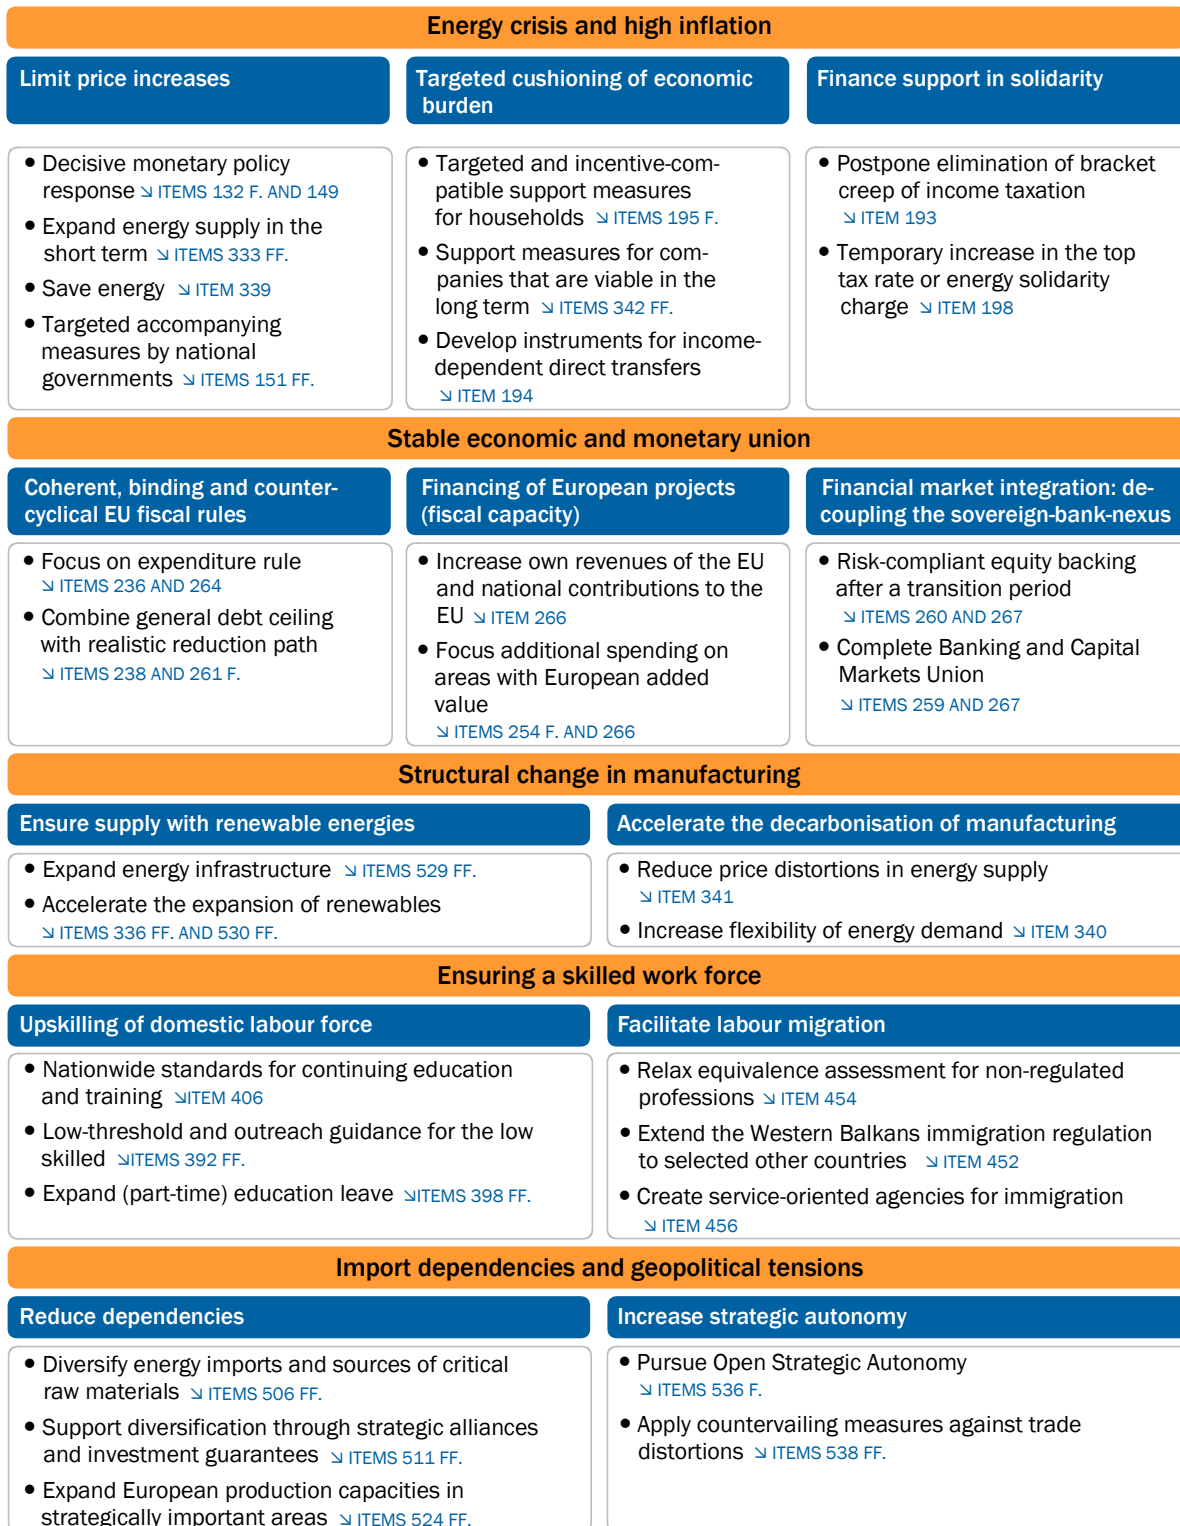 Energy crisis and high inflation
Limit price increases
● Decisive monetary policy
response ↘ ITEMS 132 F. AND 149
● Expand energy supply in the
short term ↘ ITEMS 333 FF.
● Save energy ↘ ITEM 339
● Targeted accompanying
measures by national
governments ↘ ITEMS 151 FF.
Targeted cushioning of economic
burden
● Targeted and incentive-com-
patible support measures
for households ↘ ITEMS 195 F.
● Support measures for com-
panies that are viable in the
long term ↘ ITEMS 342 FF.
● Develop instruments for income-
dependent direct transfers
↘ ITEM 194
Finance support in solidarity
● Postpone elimination of bracket
creep of income taxation
↘ ITEM 193
● Temporary increase in the top
tax rate or energy solidarity
charge ↘ ITEM 198
Stable economic and monetary union
Coherent, binding and counter-
cyclical EU fiscal rules
● Focus on expenditure rule
↘ ITEMS 236 AND 264
● Combine general debt ceiling
with realistic reduction path
↘ ITEMS 238 AND 261 F.
Financing of European projects
(fiscal capacity)
● Increase own revenues of the EU
and national contributions to the
EU ↘ ITEM 266
● Focus additional spending on
areas with European added
value
↘ ITEMS 254 F. AND 266
Financial market integration: de-
coupling the sovereign-bank-nexus
● Risk-compliant equity backing
after a transition period
↘ ITEMS 260 AND 267
● Complete Banking and Capital
Markets Union
↘ ITEMS 259 AND 267
Structural change in manufacturing
Ensure supply with renewable energies
● Expand energy infrastructure ↘ ITEMS 529 FF.
● Accelerate the expansion of renewables
↘ ITEMS 336 FF. AND 530 FF.
Accelerate the decarbonisation of manufacturing
● Reduce price distortions in energy supply
↘ ITEM 341
● Increase flexibility of energy demand ↘ ITEM 340
Ensuring a skilled work force
Upskilling of domestic labour force
● Nationwide standards for continuing education
and training ↘ITEM 406
● Low-threshold and outreach guidance for the low
skilled ↘ITEMS 392 FF.
● Expand (part-time) education leave ↘ITEMS 398 FF.
Facilitate labour migration
● Relax equivalence assessment for non-regulated
professions ↘ ITEM 454
● Extend the Western Balkans immigration regulation
to selected other countries ↘ ITEM 452
● Create service-oriented agencies for immigration
↘ ITEM 456
Import dependencies and geopolitical tensions
Reduce dependencies
● Diversify energy imports and sources of critical
raw materials ↘ ITEMS 506 FF.
● Support diversification through strategic alliances
and investment guarantees ↘ ITEMS 511 FF.
● Expand European production capacities in
strategically important areas ↘ ITEMS 524 FF.
Increase strategic autonomy
● Pursue Open Strategic Autonomy
↘ ITEMS 536 F.
● Apply countervailing measures against trade
distortions ↘ ITEMS 538 FF.